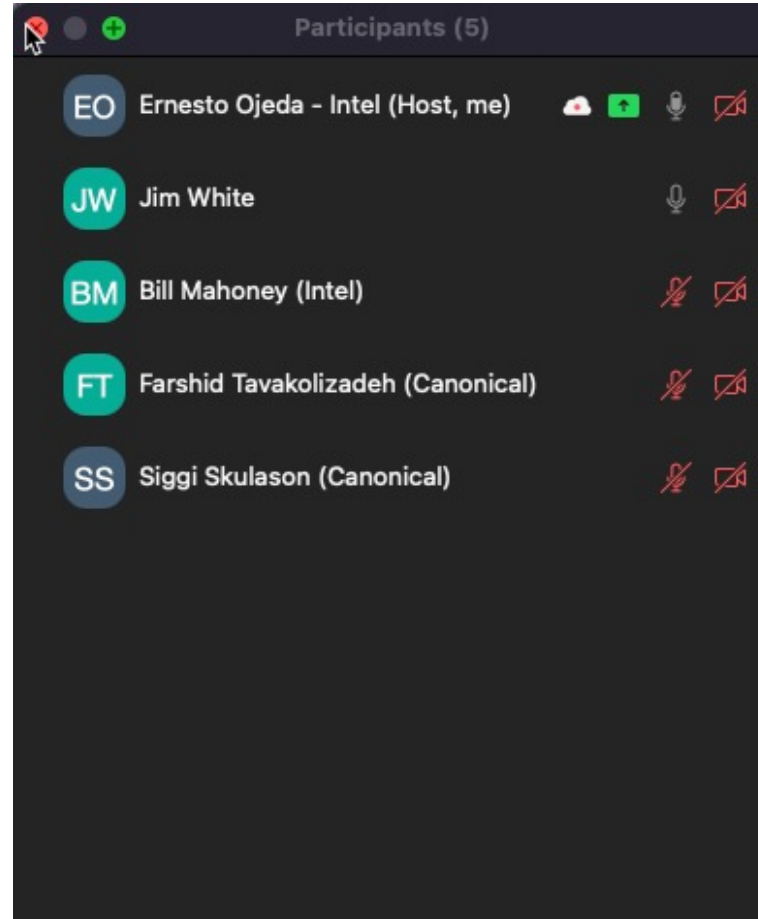 Participants (5)
EO Ernesto Ojeda - Intel (Host, me)
JW Jim White
BM Bill Mahoney (Intel)
FT Farshid Tavakolizadeh (Canonical)
SS Siggi Skulason (Canonical)